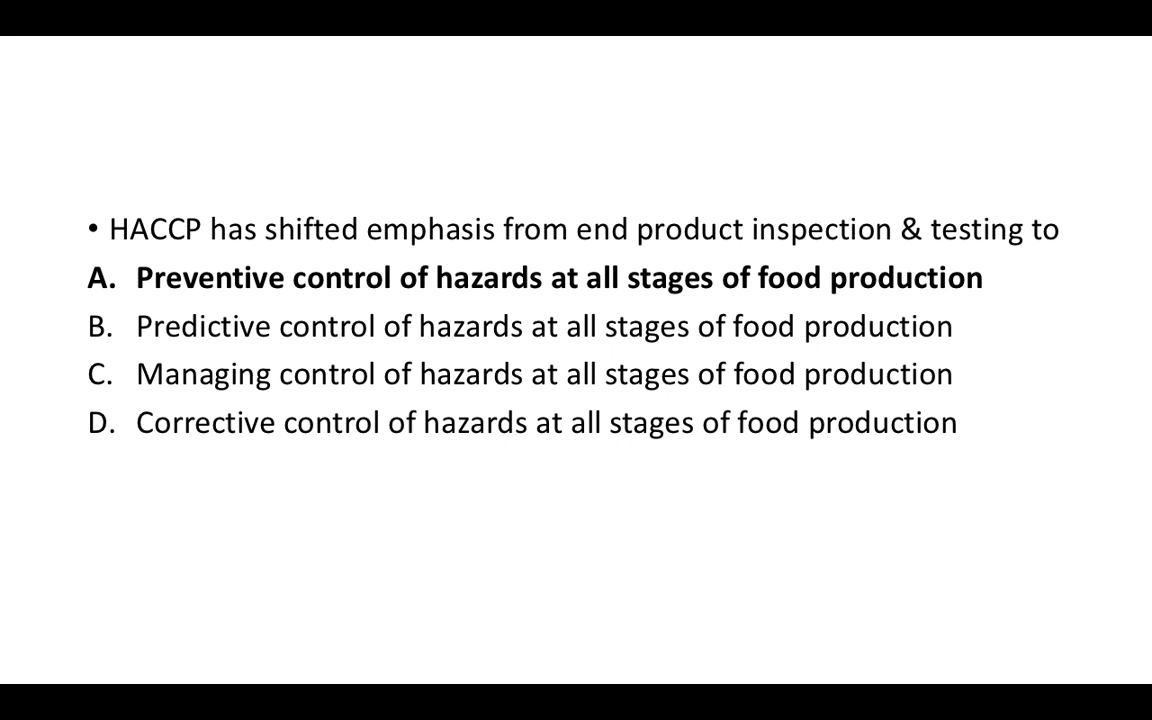 • HACCP has shifted emphasis from end product inspection & testing to
A. Preventive control of hazards at all stages of food production
B. Predictive control of hazards at all stages of food production
C. Managing control of hazards at all stages of food production
D. Corrective control of hazards at all stages of food production